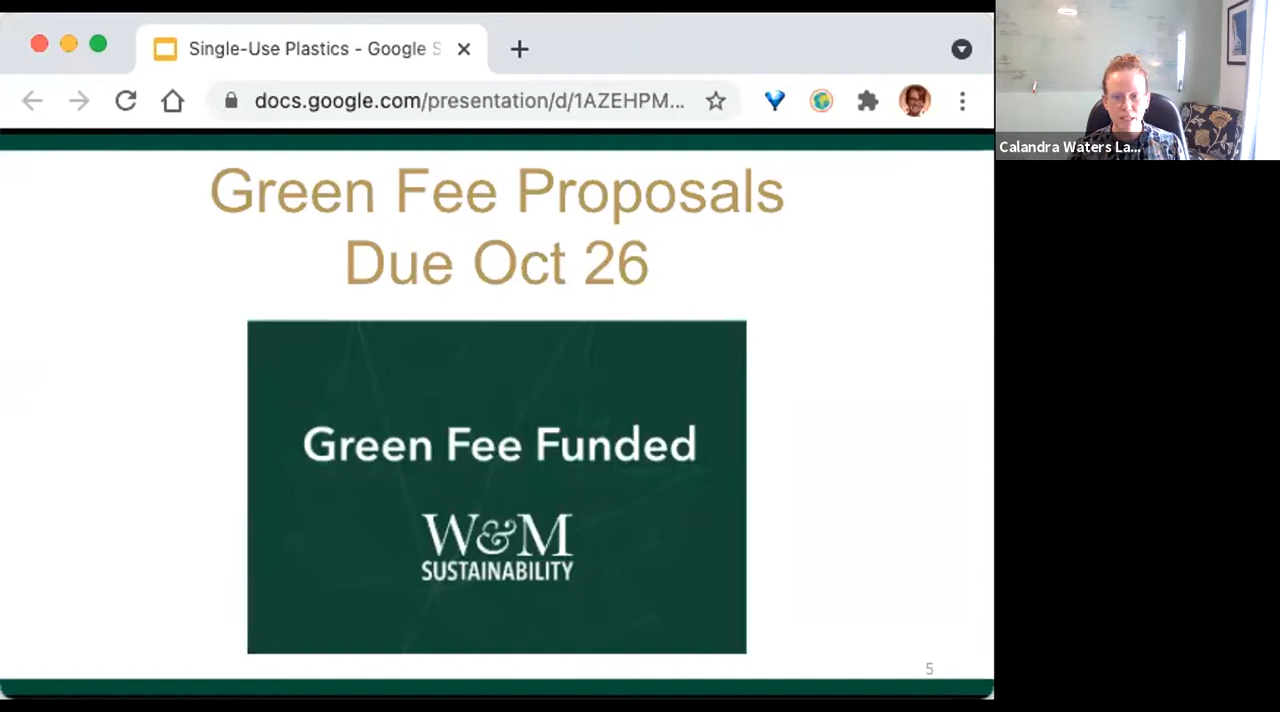 Single-Use Plastics - Google S
docs.google.com/presentation/d/1AZEHPM...
Calandra Waters La...
Green Fee Proposals
Due Oct 26
Green Fee Funded
W&M
SUSTAINABILITY
5